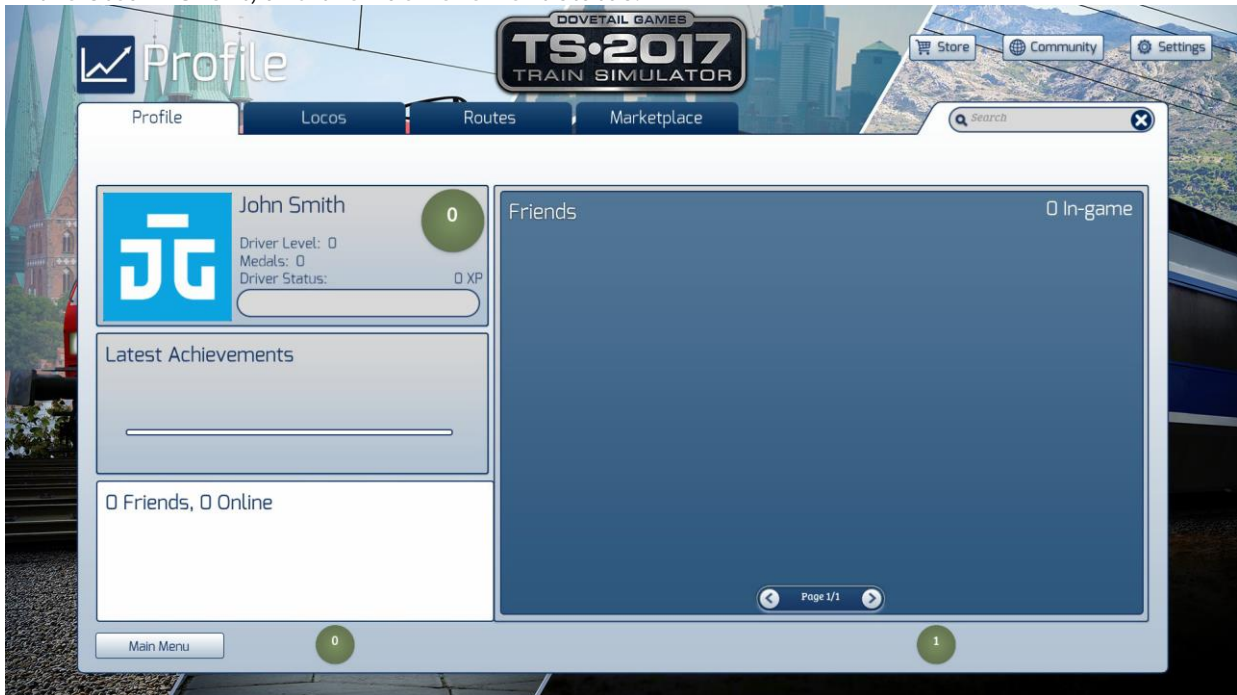 DOVETAIL GAMES
TS•2017
TRAIN SIMULATOR
Profile
Store
Community
Settings
Profile
Locos
Routes
Marketplace
Search
John Smith
0
Driver Level: 0
Medals: 0
Driver Status:
0 XP
Friends
0 In-game
Latest Achievements
0 Friends, 0 Online
Page 1/1
Main Menu
0
1